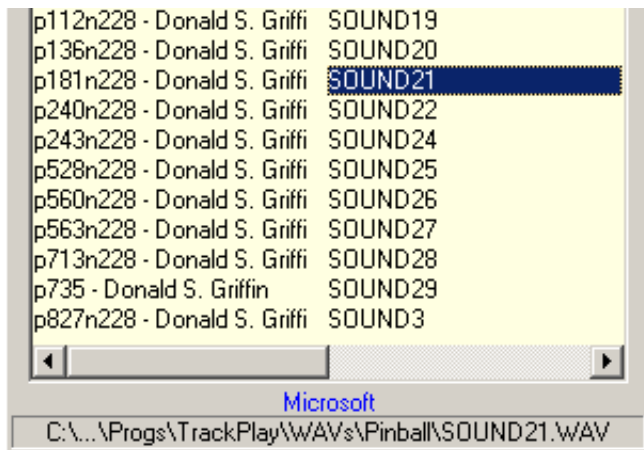 p112n228 - Donald S. Griffi SOUND19
p136n228 - Donald S. Griffi SOUND20
p181n228 - Donald S. Griffi SOUND21
p240n228 - Donald S. Griffi SOUND22
p243n228 - Donald S. Griffi SOUND24
p528n228 - Donald S. Griffi SOUND25
p560n228 - Donald S. Griffi SOUND26
p563n228 - Donald S. Griffi SOUND27
p713n228 - Donald S. Griffi SOUND28
p735 - Donald S. Griffin SOUND29
p827n228 - Donald S. Griffi SOUND3
Microsoft
C:\...\Progs\TrackPlay\WAVs\Pinball\SOUND21.WAV